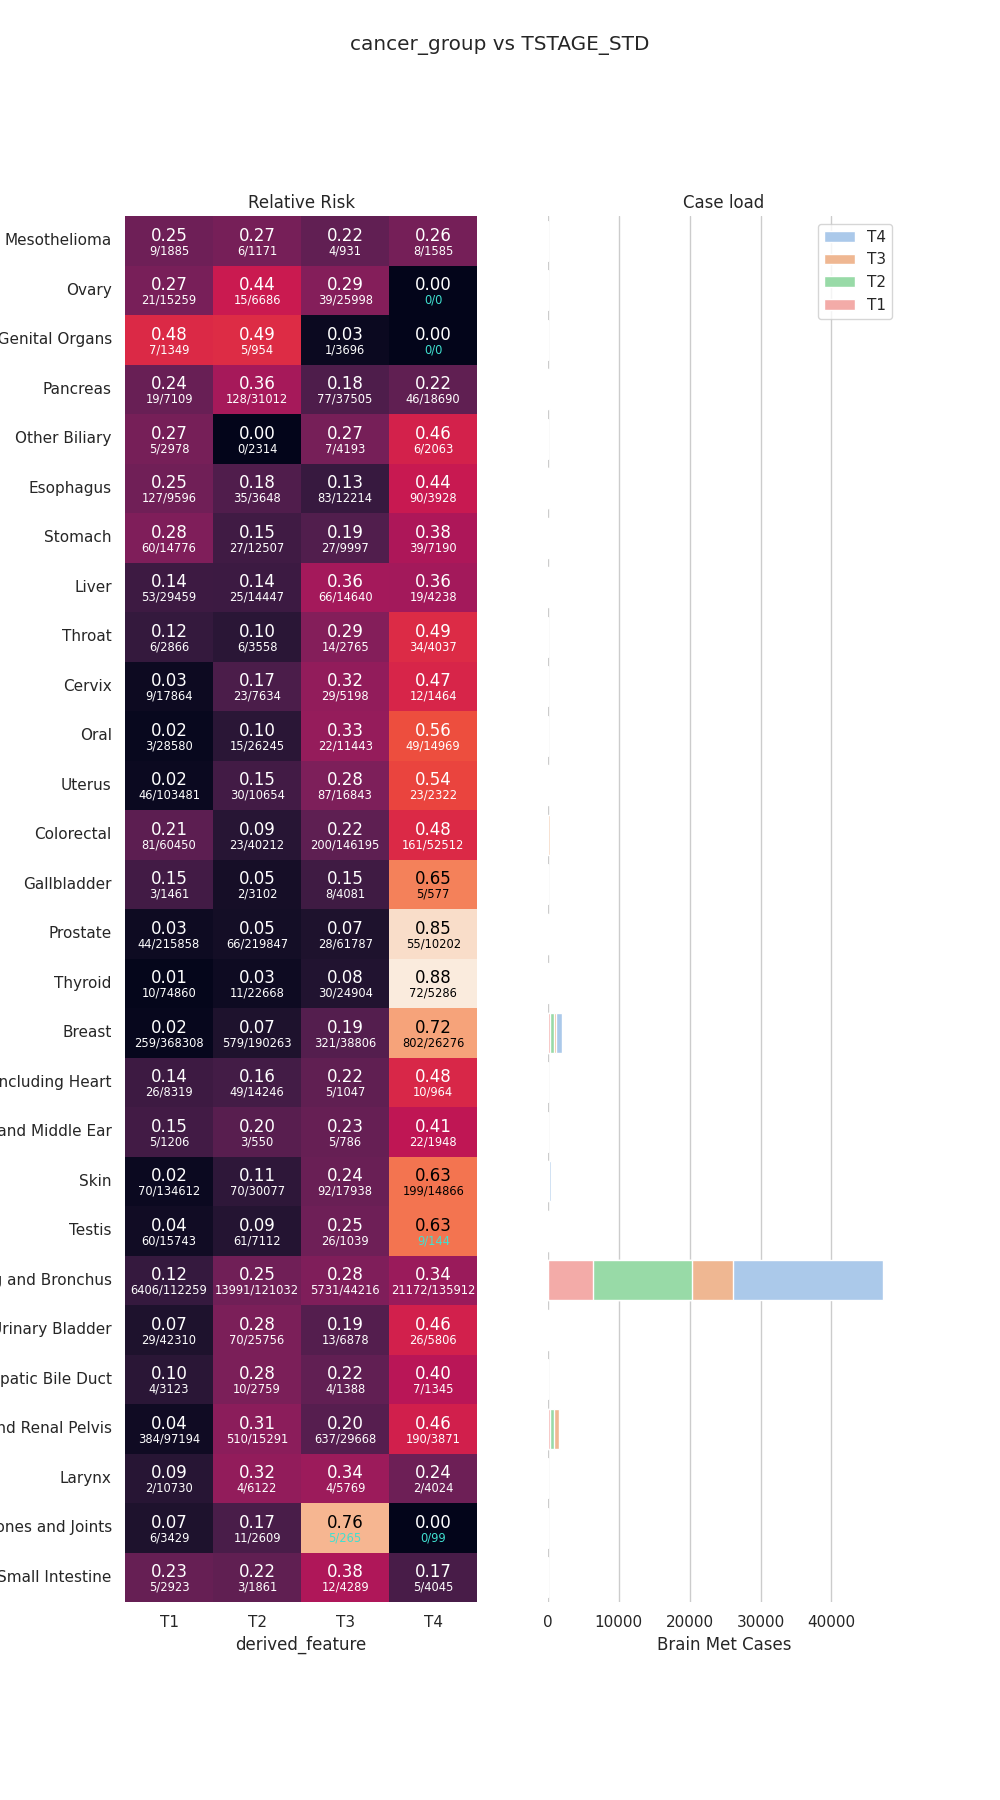 cancer_group vs TSTAGE_STD
Relative Risk
Case load
Mesothelioma 0.25 0.27 0.22 0.26
9/1885 6/1171 4/931 8/1585
Ovary 0.27 0.44 0.29 0.00
21/15259 15/6686 39/25998 0/0
Genital Organs 0.48 0.49 0.03 0.00
7/1349 5/954 1/3696 0/0
Pancreas 0.24 0.36 0.18 0.22
19/7109 128/31012 77/37505 46/18690
Other Biliary 0.27 0.00 0.27 0.46
5/2978 0/2314 7/4193 6/2063
Esophagus 0.25 0.18 0.13 0.44
127/9596 35/3648 83/12214 90/3928
Stomach 0.28 0.15 0.19 0.38
60/14776 27/12507 27/9997 39/7190
Liver 0.14 0.14 0.36 0.36
53/29459 25/14447 66/14640 19/4238
Throat 0.12 0.10 0.29 0.49
6/2866 6/3558 14/2765 34/4037
Cervix 0.03 0.17 0.32 0.47
9/17864 23/7634 29/5198 12/1464
Oral 0.02 0.10 0.33 0.56
3/28580 15/26245 22/11443 49/14969
Uterus 0.02 0.15 0.28 0.54
46/103481 30/10654 87/16843 23/2322
Colorectal 0.21 0.09 0.22 0.48
81/60450 23/40212 200/146195 161/52512
Gallbladder 0.15 0.05 0.15 0.65
3/1461 2/3102 8/4081 5/577
Prostate 0.03 0.05 0.07 0.85
44/215858 66/219847 28/61787 55/10202
Thyroid 0.01 0.03 0.08 0.88
10/74860 11/22668 30/24904 72/5286
Breast 0.02 0.07 0.19 0.72
259/368308 579/190263 321/38806 802/26276
ncluding Heart 0.14 0.16 0.22 0.48
26/8319 49/14246 5/1047 10/964
and Middle Ear 0.15 0.20 0.23 0.41
5/1206 3/550 5/786 22/1948
Skin 0.02 0.11 0.24 0.63
70/134612 70/30077 92/17938 199/14866
Testis 0.04 0.09 0.25 0.63
60/15743 61/7112 26/1039 9/144
g and Bronchus 0.12 0.25 0.28 0.34
6406/112259 13991/121032 5731/44216 21172/135912
Urinary Bladder 0.07 0.28 0.19 0.46
29/42310 70/25756 13/6878 26/5806
patic Bile Duct 0.10 0.28 0.22 0.40
4/3123 10/2759 4/1388 7/1345
nd Renal Pelvis 0.04 0.31 0.20 0.46
384/97194 510/15291 637/29668 190/3871
Larynx 0.09 0.32 0.34 0.24
2/10730 4/6122 4/5769 2/4024
ones and Joints 0.07 0.17 0.76 0.00
6/3429 11/2609 5/265 0/99
Small Intestine 0.23 0.22 0.38 0.17
5/2923 3/1861 12/4289 5/4045
T1 T2 T3 T4
derived_feature
T4
T3
T2
T1
0 10000 20000 30000 40000
Brain Met Cases